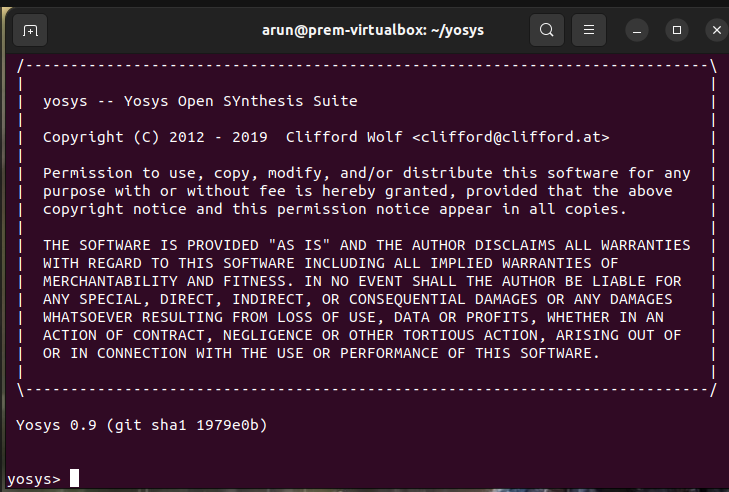 arun@prem-virtualbox: ~/yosys
/----------------------------------------------------------------------------\
|                                                                            |
|  yosys -- Yosys Open SYnthesis Suite                                       |
|                                                                            |
|  Copyright (C) 2012 - 2019  Clifford Wolf <clifford@clifford.at>           |
|                                                                            |
|  Permission to use, copy, modify, and/or distribute this software for any  |
|  purpose with or without fee is hereby granted, provided that the above    |
|  copyright notice and this permission notice appear in all copies.         |
|                                                                            |
|  THE SOFTWARE IS PROVIDED "AS IS" AND THE AUTHOR DISCLAIMS ALL WARRANTIES  |
|  WITH REGARD TO THIS SOFTWARE INCLUDING ALL IMPLIED WARRANTIES OF          |
|  MERCHANTABILITY AND FITNESS. IN NO EVENT SHALL THE AUTHOR BE LIABLE FOR   |
|  ANY SPECIAL, DIRECT, INDIRECT, OR CONSEQUENTIAL DAMAGES OR ANY DAMAGES    |
|  WHATSOEVER RESULTING FROM LOSS OF USE, DATA OR PROFITS, WHETHER IN AN     |
|  ACTION OF CONTRACT, NEGLIGENCE OR OTHER TORTIOUS ACTION, ARISING OUT OF   |
|  OR IN CONNECTION WITH THE USE OR PERFORMANCE OF THIS SOFTWARE.            |
|                                                                            |
\----------------------------------------------------------------------------/
Yosys 0.9 (git sha1 1979e0b)
yosys>